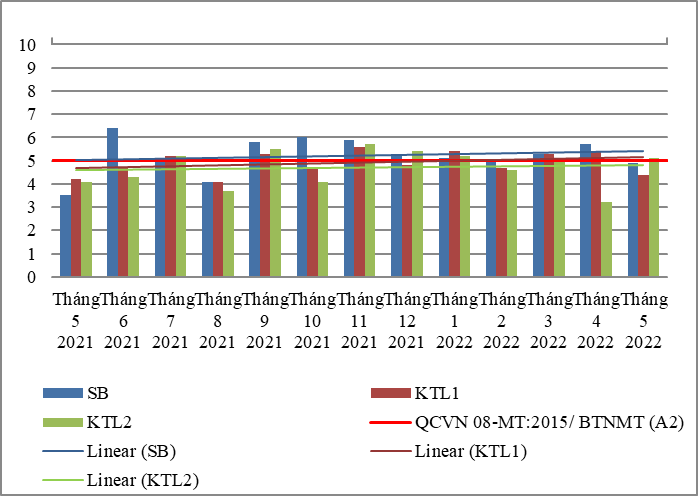 10
9
8
7
6
5
4
3
2
1
0
Tháng Tháng Tháng Tháng Tháng Tháng Tháng Tháng Tháng Tháng Tháng Tháng Tháng
5 6 7 8 9 10 11 12 1 2 3 4 5
2021 2021 2021 2021 2021 2021 2021 2021 2022 2022 2022 2022 2022
SB KTL1
KTL2 QCVN 08-MT:2015/ BTNMT (A2)
Linear (SB) Linear (KTL1)
Linear (KTL2)